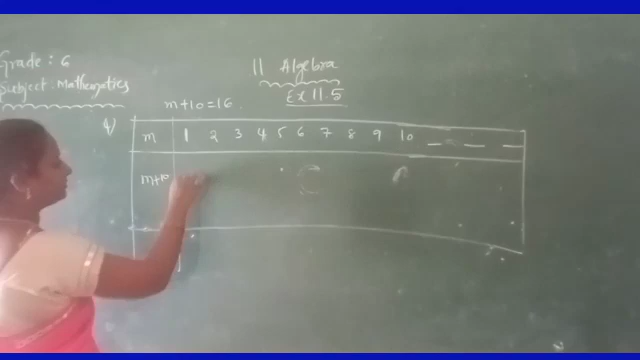 Grade : 6
Subject: Mathematics
11 Algebra
Ex 11.5
m+10=16
4)
m 1 2 3 4 5 6 7 8 9 10 _ _ _
m+10